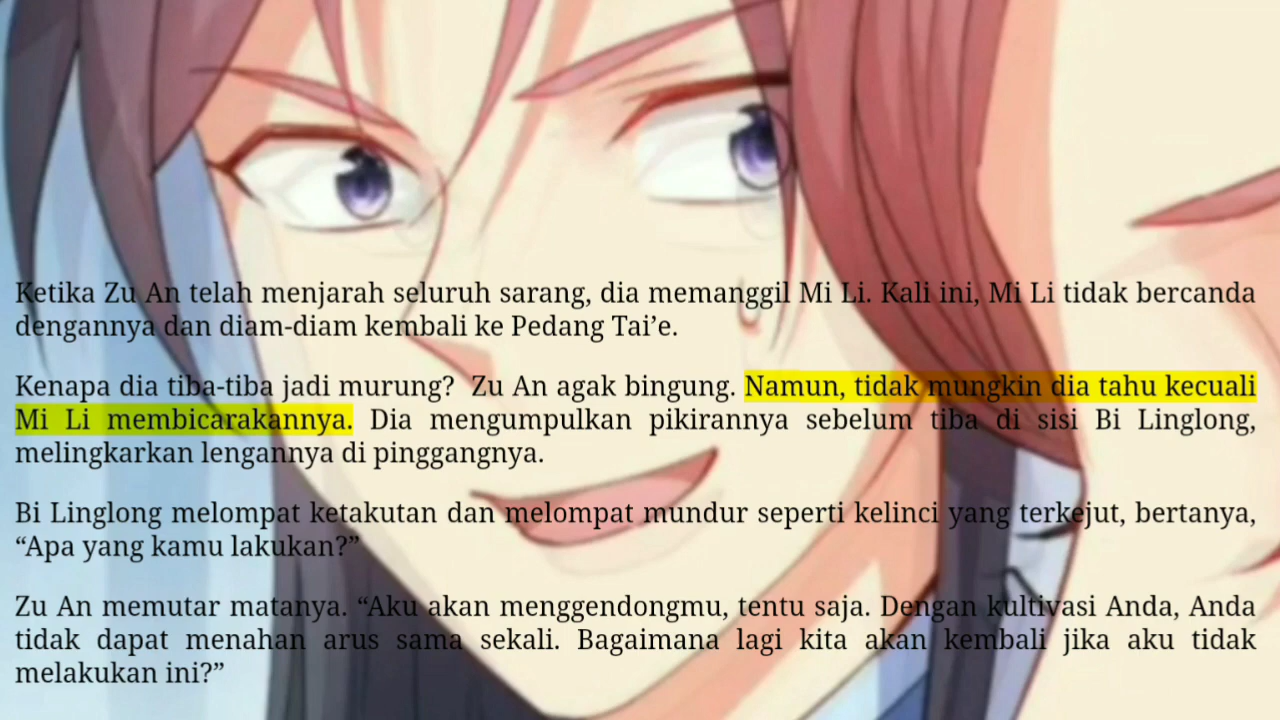 Ketika Zu An telah menjarah seluruh sarang, dia memanggil Mi Li. Kali ini, Mi Li tidak bercanda
dengannya dan diam-diam kembali ke Pedang Tai’e.
Kenapa dia tiba-tiba jadi murung?  Zu An agak bingung. Namun, tidak mungkin dia tahu kecuali
Mi Li membicarakannya. Dia mengumpulkan pikirannya sebelum tiba di sisi Bi Linglong,
melingkarkan lengannya di pinggangnya.
Bi Linglong melompat ketakutan dan melompat mundur seperti kelinci yang terkejut, bertanya,
“Apa yang kamu lakukan?”
Zu An memutar matanya. “Aku akan menggendongmu, tentu saja. Dengan kultivasi Anda, Anda
tidak dapat menahan arus sama sekali. Bagaimana lagi kita akan kembali jika aku tidak
melakukan ini?”